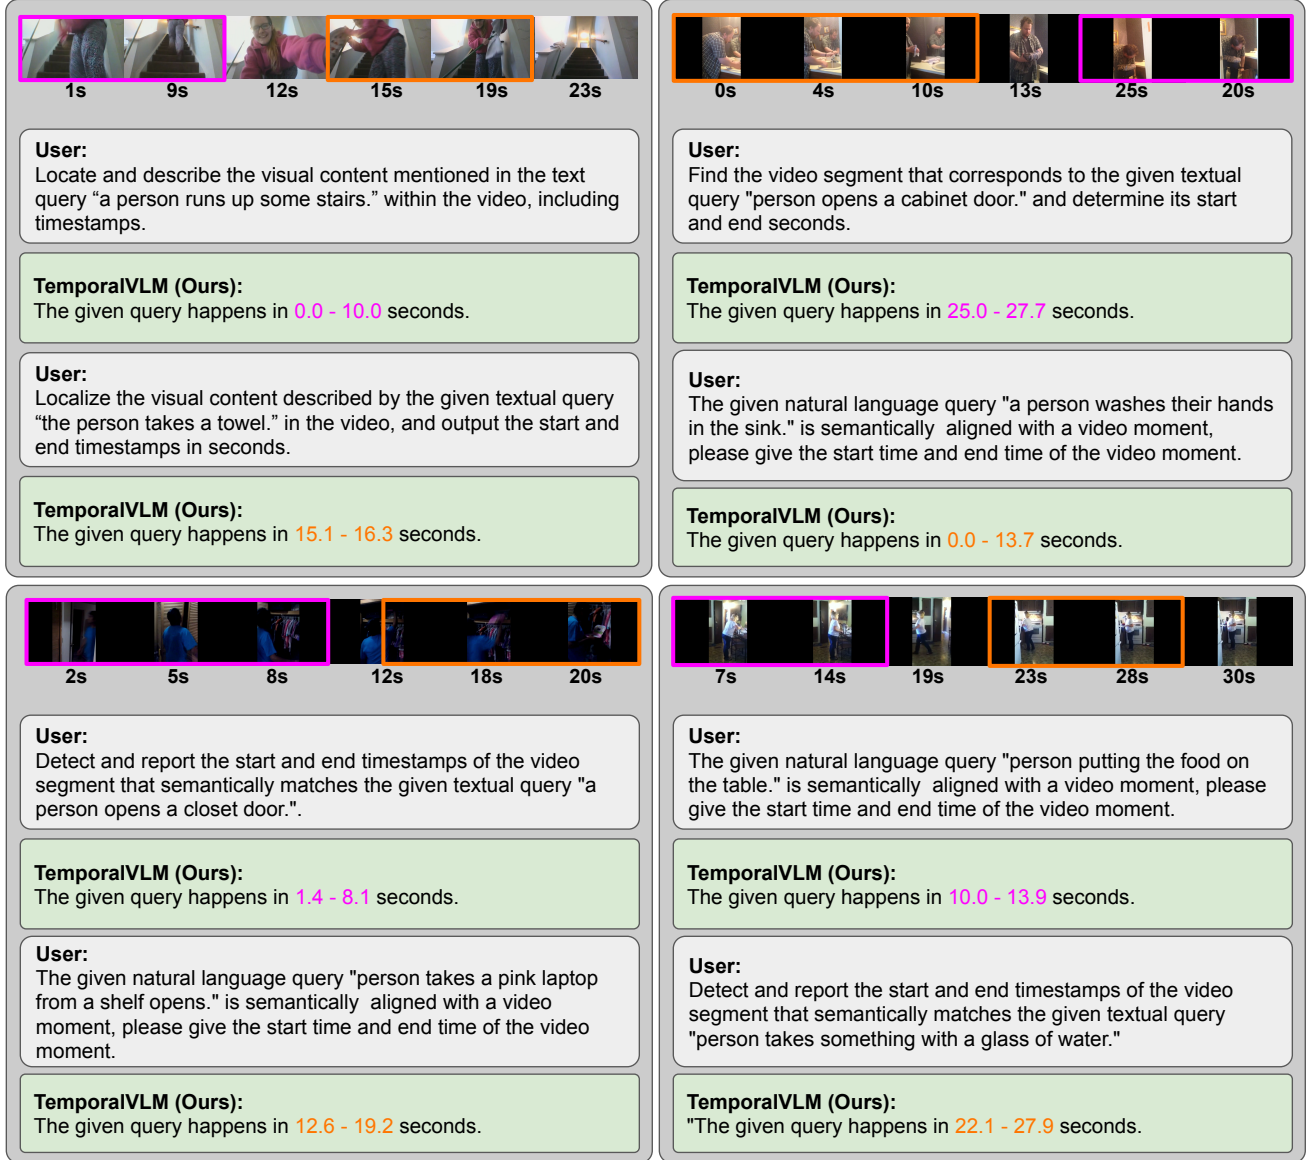 1s 9s 12s 15s 19s 23s
User:
Locate and describe the visual content mentioned in the text
query “a person runs up some stairs.” within the video, including
timestamps.
TemporalVLM (Ours):
The given query happens in 0.0 - 10.0 seconds.
User:
Localize the visual content described by the given textual query
“the person takes a towel.” in the video, and output the start and
end timestamps in seconds.
TemporalVLM (Ours):
The given query happens in 15.1 - 16.3 seconds.
0s 4s 10s 13s 25s 20s
User:
Find the video segment that corresponds to the given textual
query "person opens a cabinet door." and determine its start
and end seconds.
TemporalVLM (Ours):
The given query happens in 25.0 - 27.7 seconds.
User:
The given natural language query "a person washes their hands
in the sink." is semantically  aligned with a video moment,
please give the start time and end time of the video moment.
TemporalVLM (Ours):
The given query happens in 0.0 - 13.7 seconds.
2s 5s 8s 12s 18s 20s
User:
Detect and report the start and end timestamps of the video
segment that semantically matches the given textual query "a
person opens a closet door.".
TemporalVLM (Ours):
The given query happens in 1.4 - 8.1 seconds.
User:
The given natural language query "person takes a pink laptop
from a shelf opens." is semantically  aligned with a video
moment, please give the start time and end time of the video
moment.
TemporalVLM (Ours):
The given query happens in 12.6 - 19.2 seconds.
7s 14s 19s 23s 28s 30s
User:
The given natural language query "person putting the food on
the table." is semantically  aligned with a video moment, please
give the start time and end time of the video moment.
TemporalVLM (Ours):
The given query happens in 10.0 - 13.9 seconds.
User:
Detect and report the start and end timestamps of the video
segment that semantically matches the given textual query
"person takes something with a glass of water."
TemporalVLM (Ours):
"The given query happens in 22.1 - 27.9 seconds.